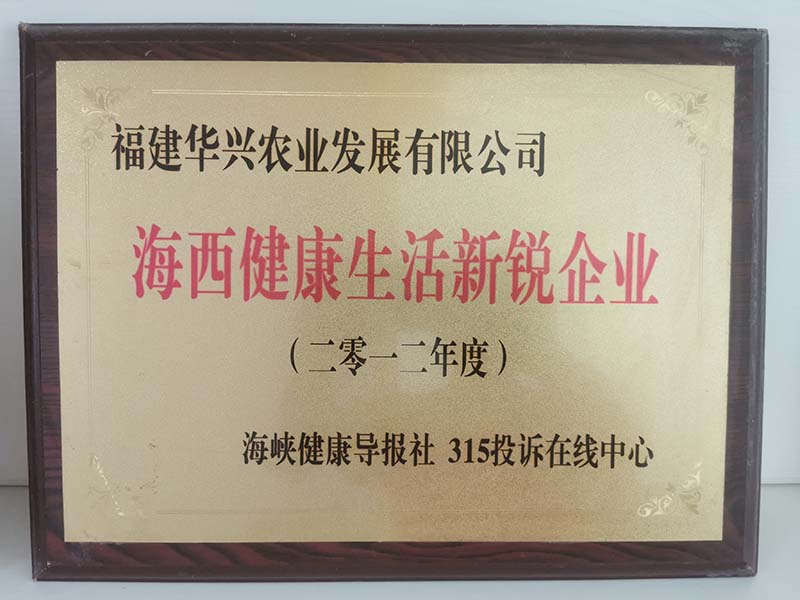 福建华兴农业发展有限公司
海西健康生活新锐企业
（二零一二年度）
海峡健康导报社 315投诉在线中心